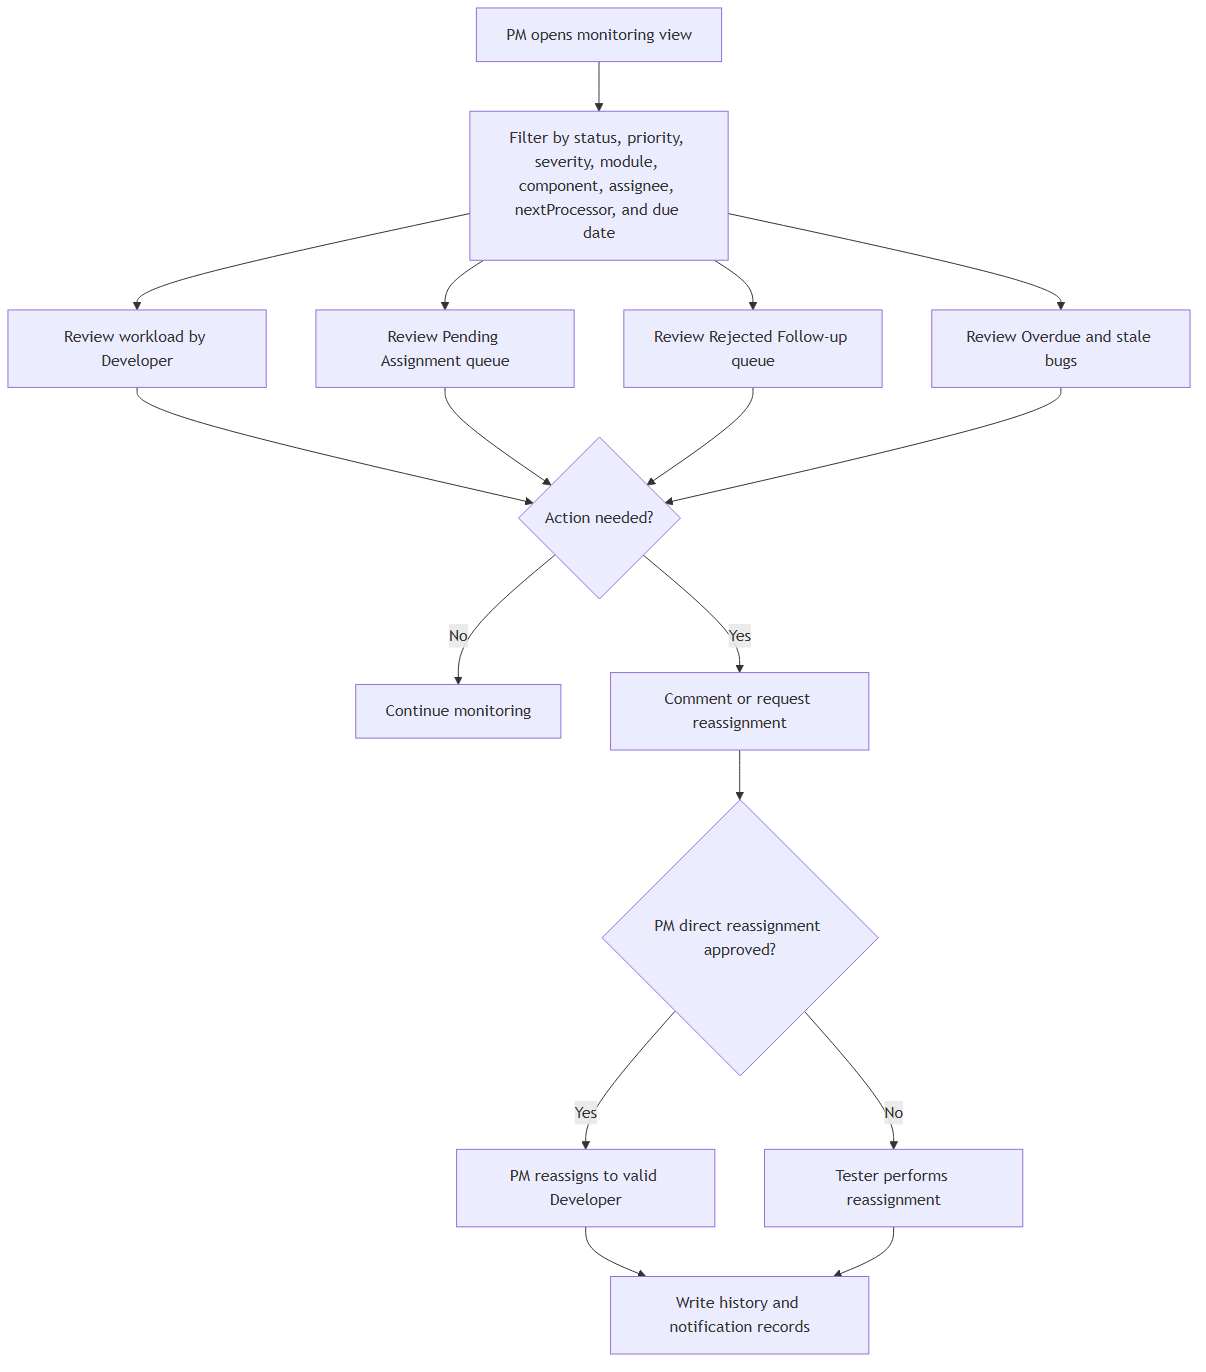 PM opens monitoring view
Filter by status, priority,
severity, module,
component, assignee,
nextProcessor, and due
date
Review workload by
Developer
Review Pending
Assignment queue
Review Rejected Follow-up
queue
Review Overdue and stale
bugs
Action needed?
No
Yes
Continue monitoring
Comment or request
reassignment
PM direct reassignment
approved?
Yes
No
PM reassigns to valid
Developer
Tester performs
reassignment
Write history and
notification records